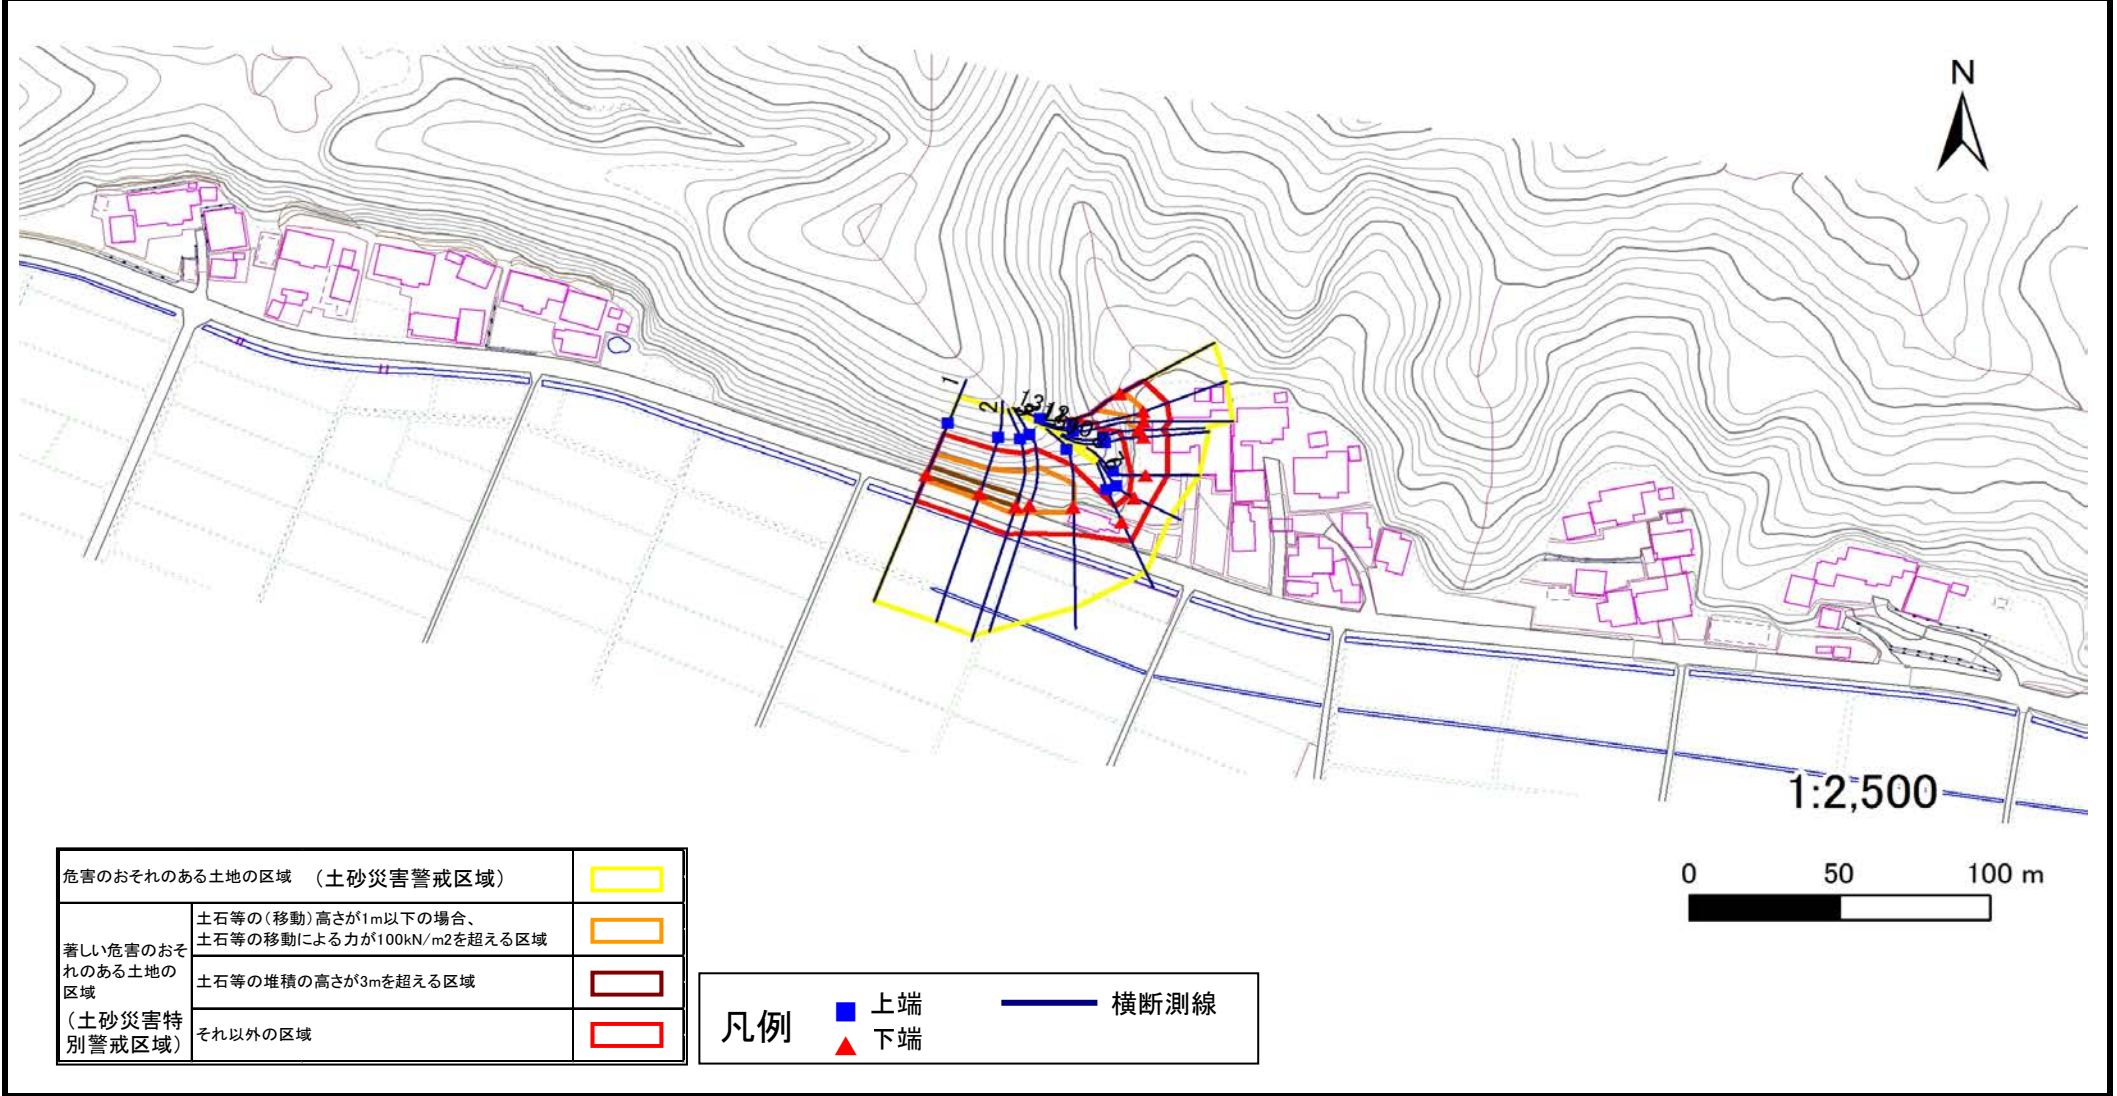 N
1
2
13
1:2,500
0 50 100 m
危害のおそれのある土地の区域 （土砂災害警戒区域）
著しい危害のおそ
れのある土地の
区域
（土砂災害特
別警戒区域）
土石等の（移動）高さが1m以下の場合、
土石等の移動による力が100kN/m2を超える区域
土石等の堆積の高さが3mを超える区域
それ以外の区域
凡例
上端
下端
横断測線